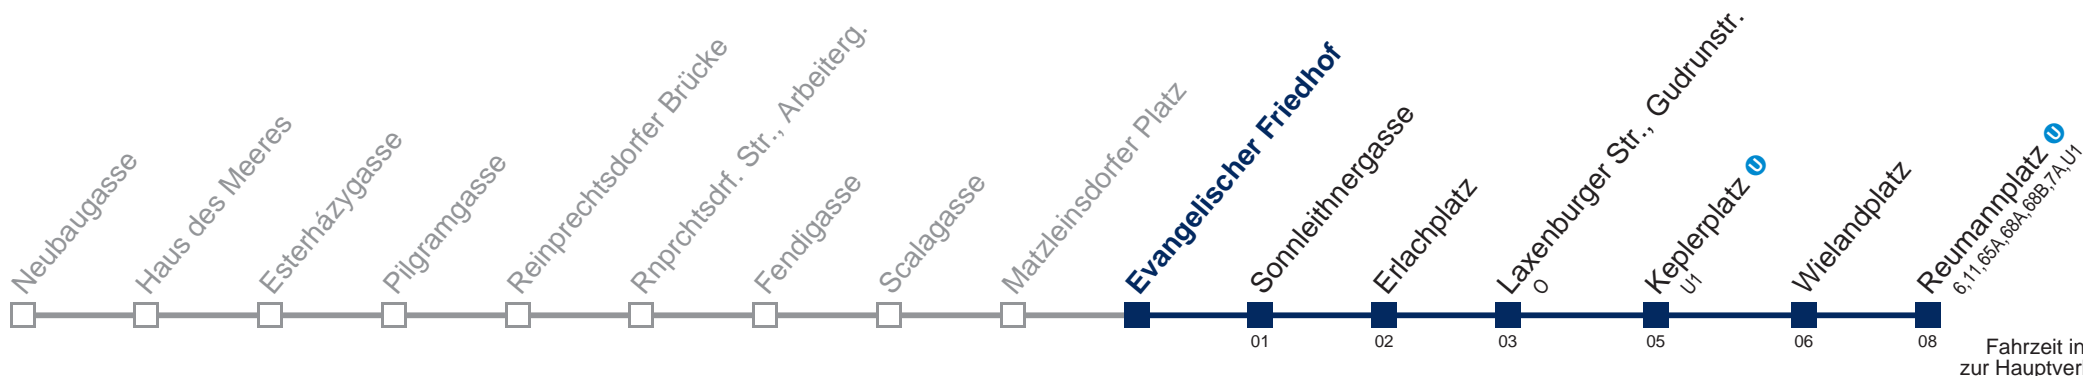 Neubaugasse
Haus des Meeres
Esterházygasse
Pilgramgasse
Reinprechtsdorfer Brücke
Rnprchtsdrf. Str., Arbeiterg.
Fendigasse
Scalagasse
Matzleinsdorfer Platz
Evangelischer Friedhof
Sonnleithnergasse
Erlachplatz
Laxenburger Str., Gudrunstr.
O
Keplerplatz U
U1
Wielandplatz
Reumannplatz U
6,11,65A,68A,68B,7A,U1
01
02
03
05
06
08
Fahrzeit in
zur Hauptver